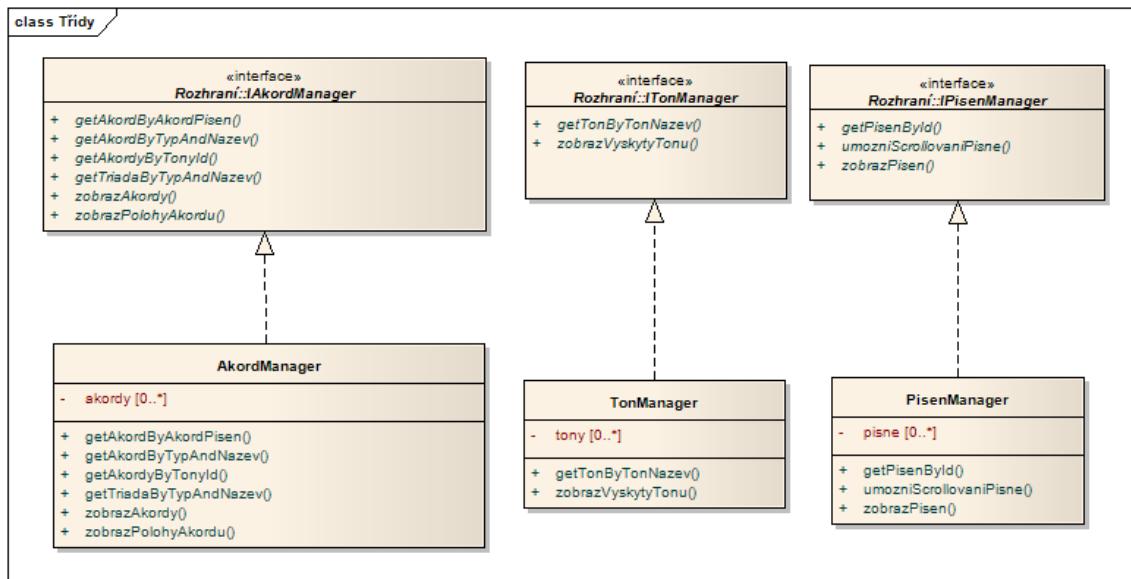 class Třídy
«interface»
Rozhraní::IAkordManager
+ getAkordByAkordPisen()
+ getAkordByTypAndNazev()
+ getAkordyByTonyId()
+ getTriadaByTypAndNazev()
+ zobrazAkordy()
+ zobrazPolohyAkordu()
«interface»
Rozhraní::ITonManager
+ getTonByTonNazev()
+ zobrazVyskytyTonu()
«interface»
Rozhraní::IPisenManager
+ getPisenById()
+ umozniScrollovaniPisne()
+ zobrazPisen()
AkordManager
- akordy [0..*]
+ getAkordByAkordPisen()
+ getAkordByTypAndNazev()
+ getAkordyByTonyId()
+ getTriadaByTypAndNazev()
+ zobrazAkordy()
+ zobrazPolohyAkordu()
TonManager
- tony [0..*]
+ getTonByTonNazev()
+ zobrazVyskytyTonu()
PisenManager
- pisne [0..*]
+ getPisenById()
+ umozniScrollovaniPisne()
+ zobrazPisen()